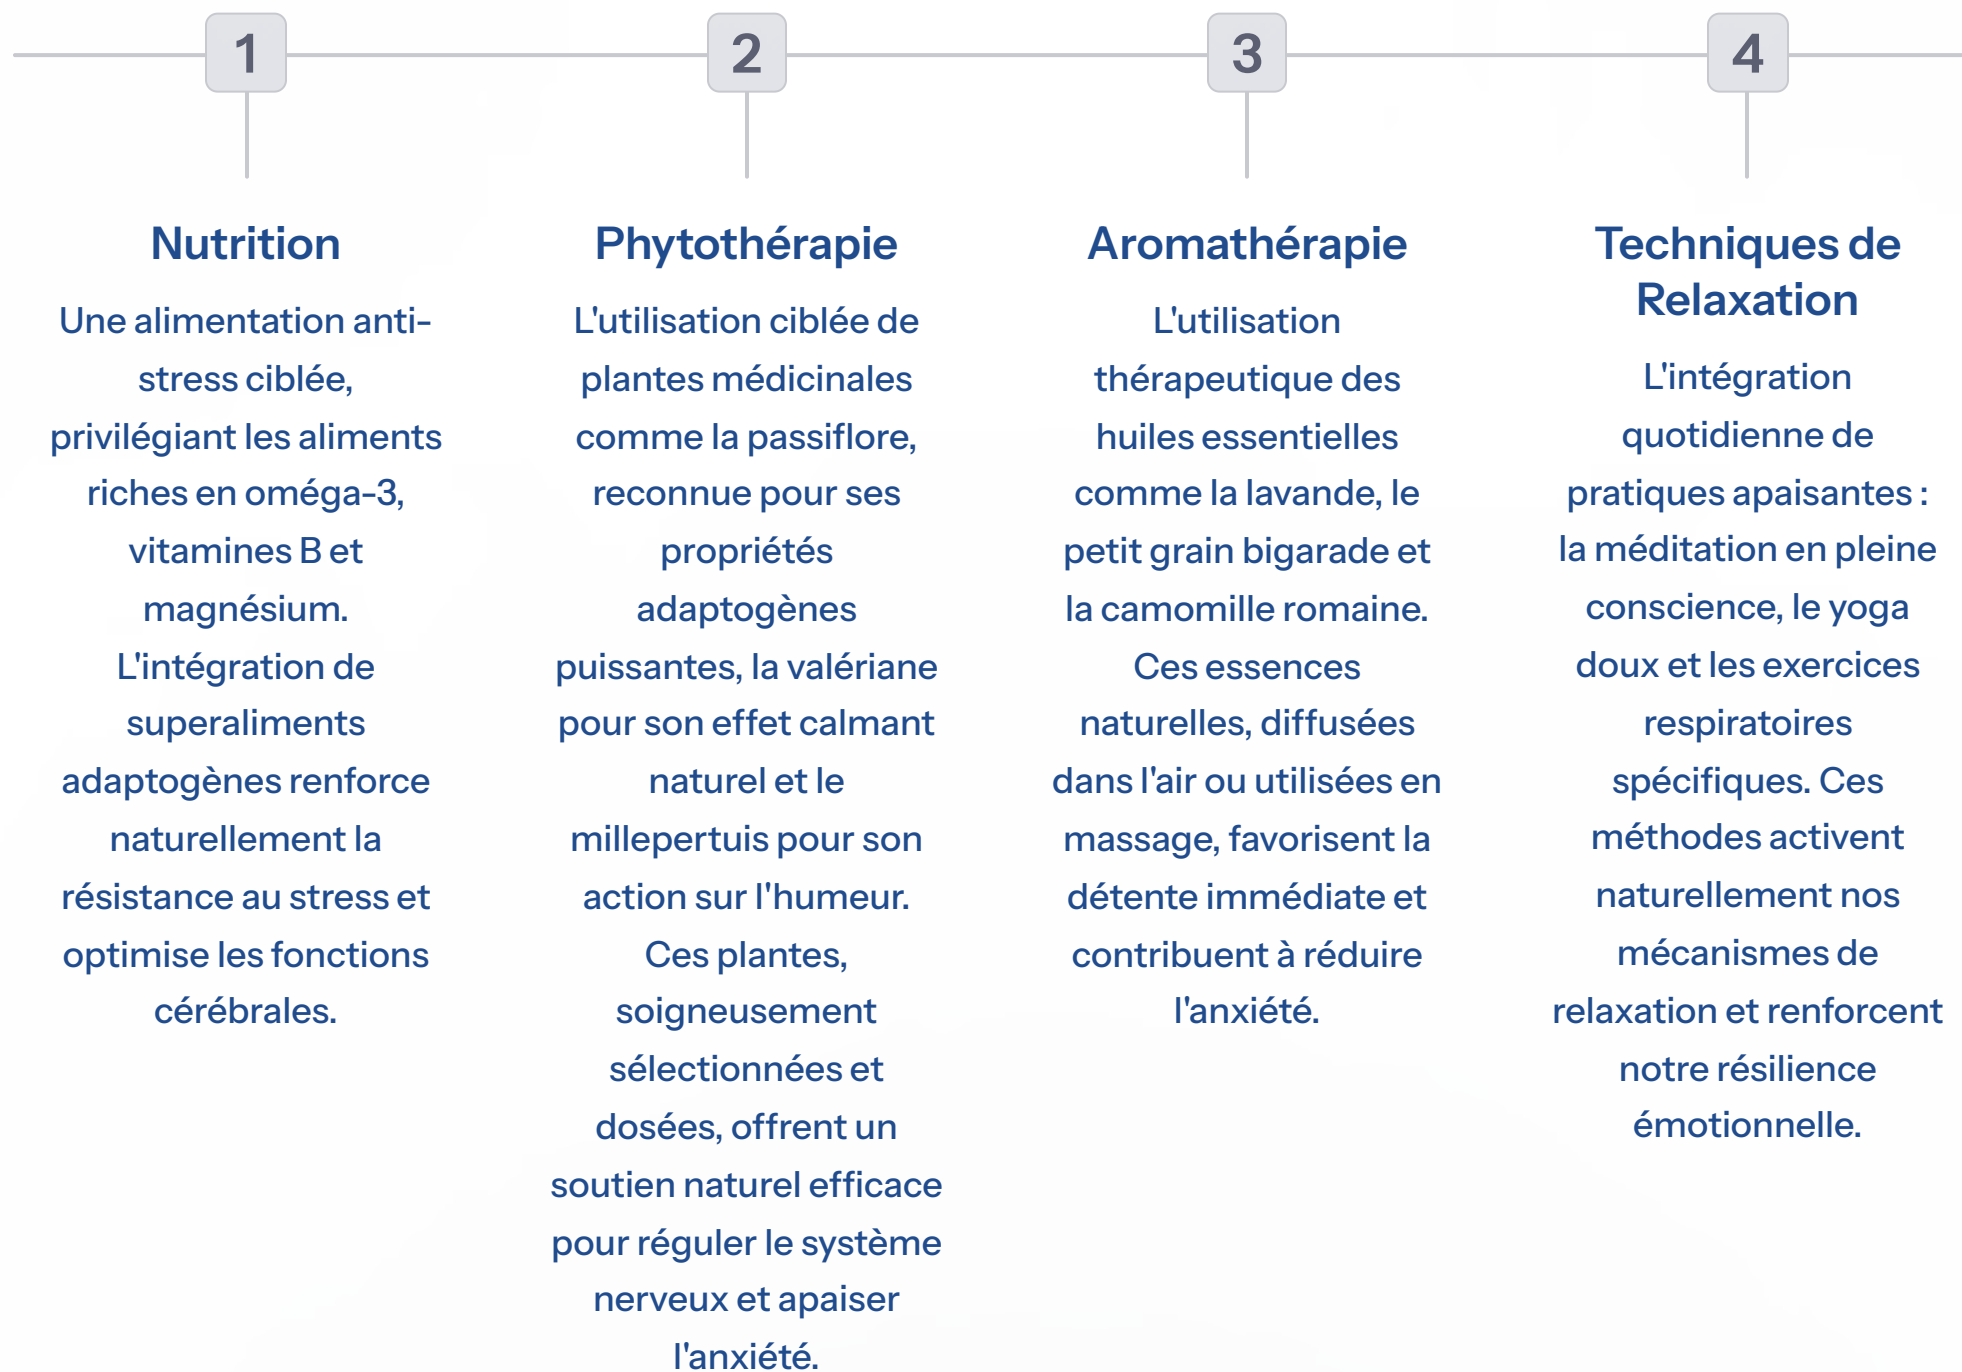 1
Nutrition
Une alimentation anti-
stress ciblée,
privilégiant les aliments
riches en oméga-3,
vitamines B et
magnésium.
L'intégration de
superaliments
adaptogènes renforce
naturellement la
résistance au stress et
optimise les fonctions
cérébrales.
2
Phytothérapie
L'utilisation ciblée de
plantes médicinales
comme la passiflore,
reconnue pour ses
propriétés
adaptogènes
puissantes, la valériane
pour son effet calmant
naturel et le
millepertuis pour son
action sur l'humeur.
Ces plantes,
soigneusement
sélectionnées et
dosées, offrent un
soutien naturel efficace
pour réguler le système
nerveux et apaiser
l'anxiété.
3
Aromathérapie
L'utilisation
thérapeutique des
huiles essentielles
comme la lavande, le
petit grain bigarade et
la camomille romaine.
Ces essences
naturelles, diffusées
dans l'air ou utilisées en
massage, favorisent la
détente immédiate et
contribuent à réduire
l'anxiété.
4
Techniques de
Relaxation
L'intégration
quotidienne de
pratiques apaisantes :
la méditation en pleine
conscience, le yoga
doux et les exercices
respiratoires
spécifiques. Ces
méthodes activent
naturellement nos
mécanismes de
relaxation et renforcent
notre résilience
émotionnelle.